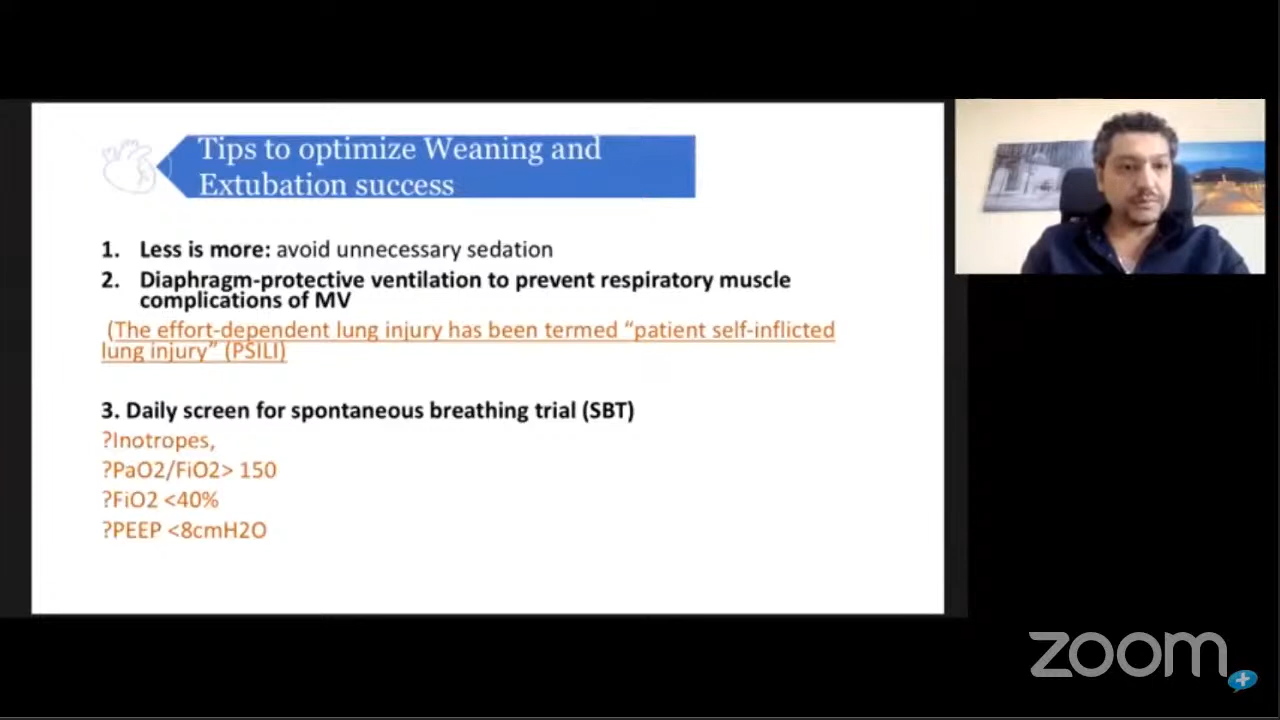 Tips to optimize Weaning and
Extubation success
1. Less is more: avoid unnecessary sedation
2. Diaphragm-protective ventilation to prevent respiratory muscle
complications of MV
(The effort-dependent lung injury has been termed “patient self-inflicted
lung injury” (PSILI)
3. Daily screen for spontaneous breathing trial (SBT)
?Inotropes,
?PaO2/FiO2> 150
?FiO2 <40%
?PEEP <8cmH2O
zoom